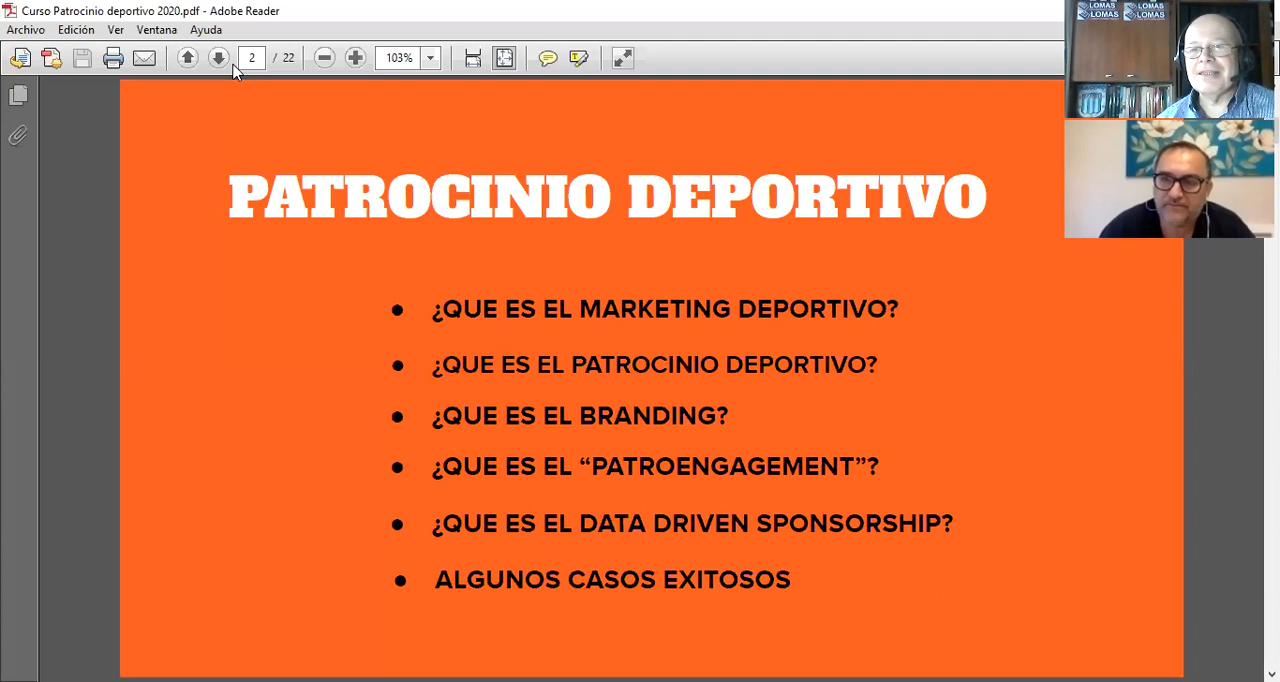 Curso Patrocinio deportivo 2020.pdf - Adobe Reader
Archivo Edición Ver Ventana Ayuda
2 / 22 103%
LOMAS LOMAS
LOMAS LOMAS
PATROCINIO DEPORTIVO
● ¿QUE ES EL MARKETING DEPORTIVO?
● ¿QUE ES EL PATROCINIO DEPORTIVO?
● ¿QUE ES EL BRANDING?
● ¿QUE ES EL “PATROENGAGEMENT”?
● ¿QUE ES EL DATA DRIVEN SPONSORSHIP?
● ALGUNOS CASOS EXITOSOS